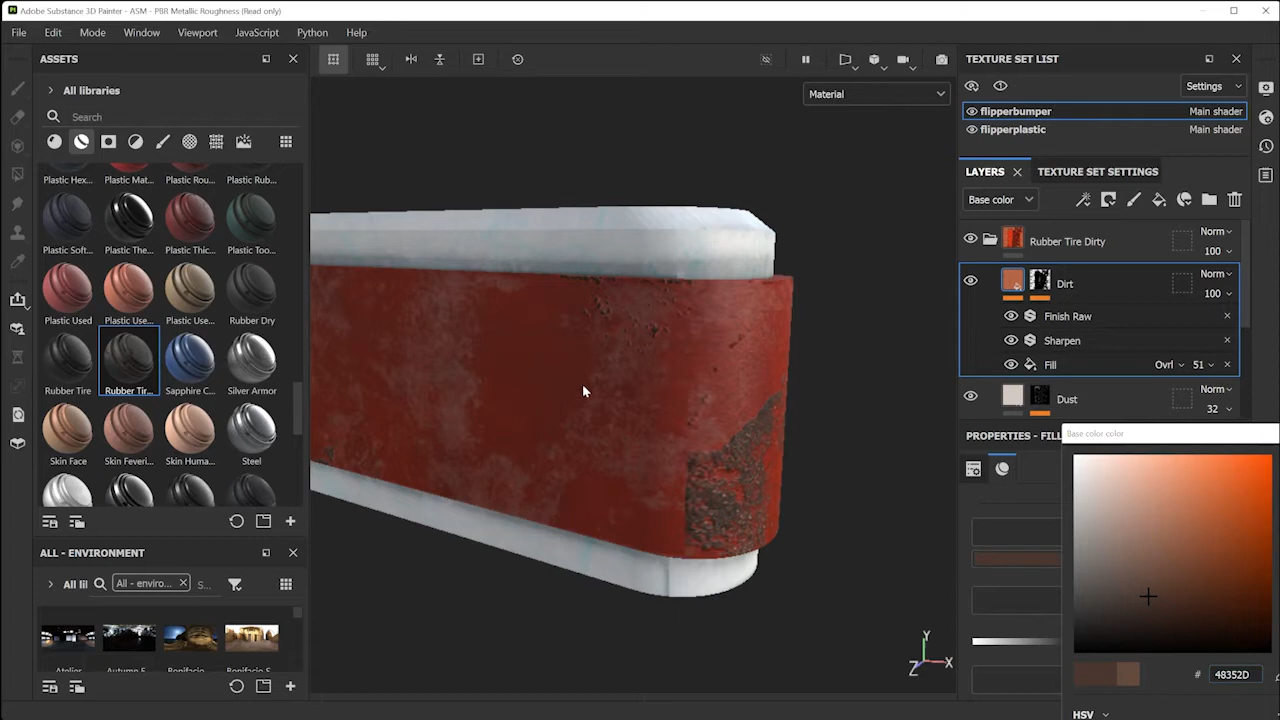 Adobe Substance 3D Painter - ASM - PBR Metallic Roughness (Read only)
File Edit Mode Window Viewport JavaScript Python Help
ASSETS
All libraries
Search
Plastic Hex... Plastic Mat... Plastic Rou... Plastic Rub...
Plastic Soft... Plastic The... Plastic Thic... Plastic Too...
Plastic Used Plastic Use... Plastic Use... Rubber Dry
Rubber Tire Rubber Tir... Sapphire C... Silver Armor
Skin Face Skin Feveri... Skin Huma... Steel
ALL - ENVIRONMENT
All lil All - enviro... S...
Material
Y
Z X
TEXTURE SET LIST
Settings
flipperbumper Main shader
flipperplastic Main shader
LAYERS TEXTURE SET SETTINGS
Base color
Rubber Tire Dirty Norm
100
Dirt Norm
100
Finish Raw
Sharpen
Fill Ovrl 51
Dust Norm
32
PROPERTIES - FILL
Base color color
# 48352D
HSV